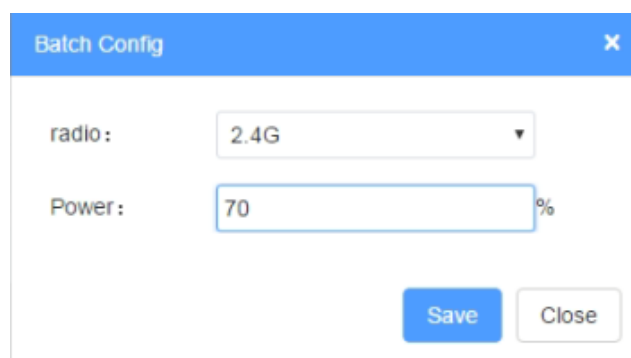 Batch Config ×
radio： 2.4G ▼
Power： 70 %
Save Close